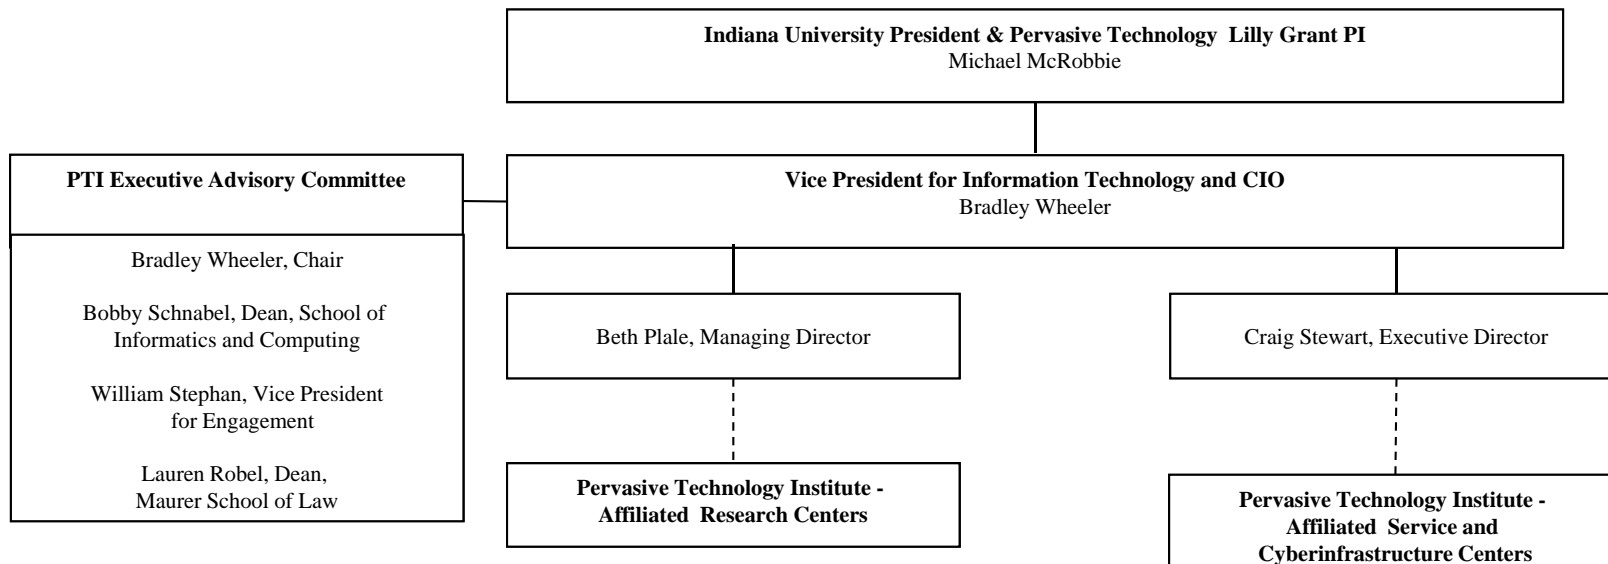 Indiana University President & Pervasive Technology Lilly Grant PI
Michael McRobbie
PTI Executive Advisory Committee
Vice President for Information Technology and CIO
Bradley Wheeler
Bradley Wheeler, Chair
Bobby Schnabel, Dean, School of
Informatics and Computing
William Stephan, Vice President
for Engagement
Lauren Robel, Dean,
Maurer School of Law
Beth Plale, Managing Director
Craig Stewart, Executive Director
Pervasive Technology Institute -
Affiliated Research Centers
Pervasive Technology Institute -
Affiliated Service and
Cyberinfrastructure Centers